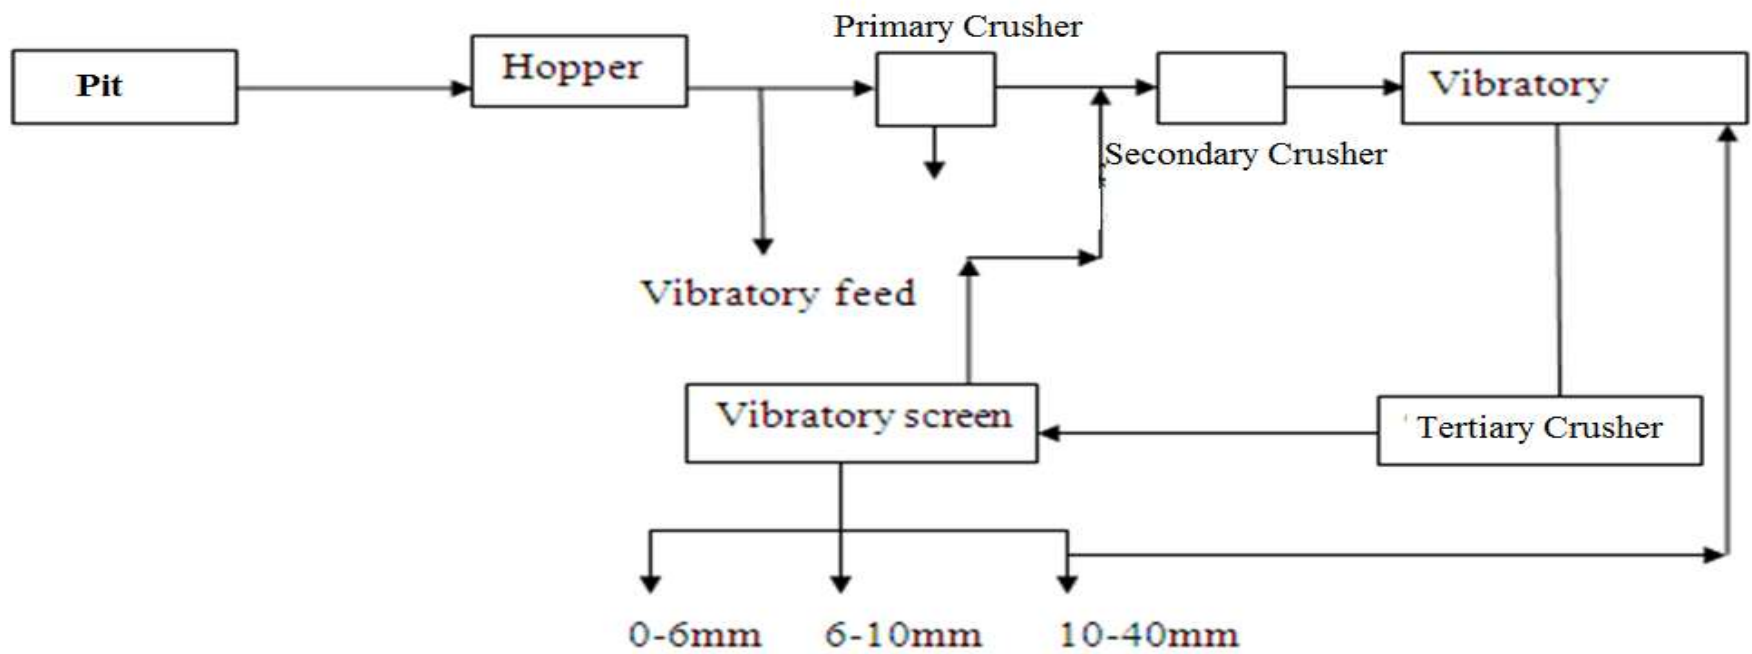 Primary Crusher
Pit
Hopper
Vibratory
Secondary Crusher
Vibratory feed
Vibratory screen
Tertiary Crusher
0-6mm
6-10mm
10-40mm